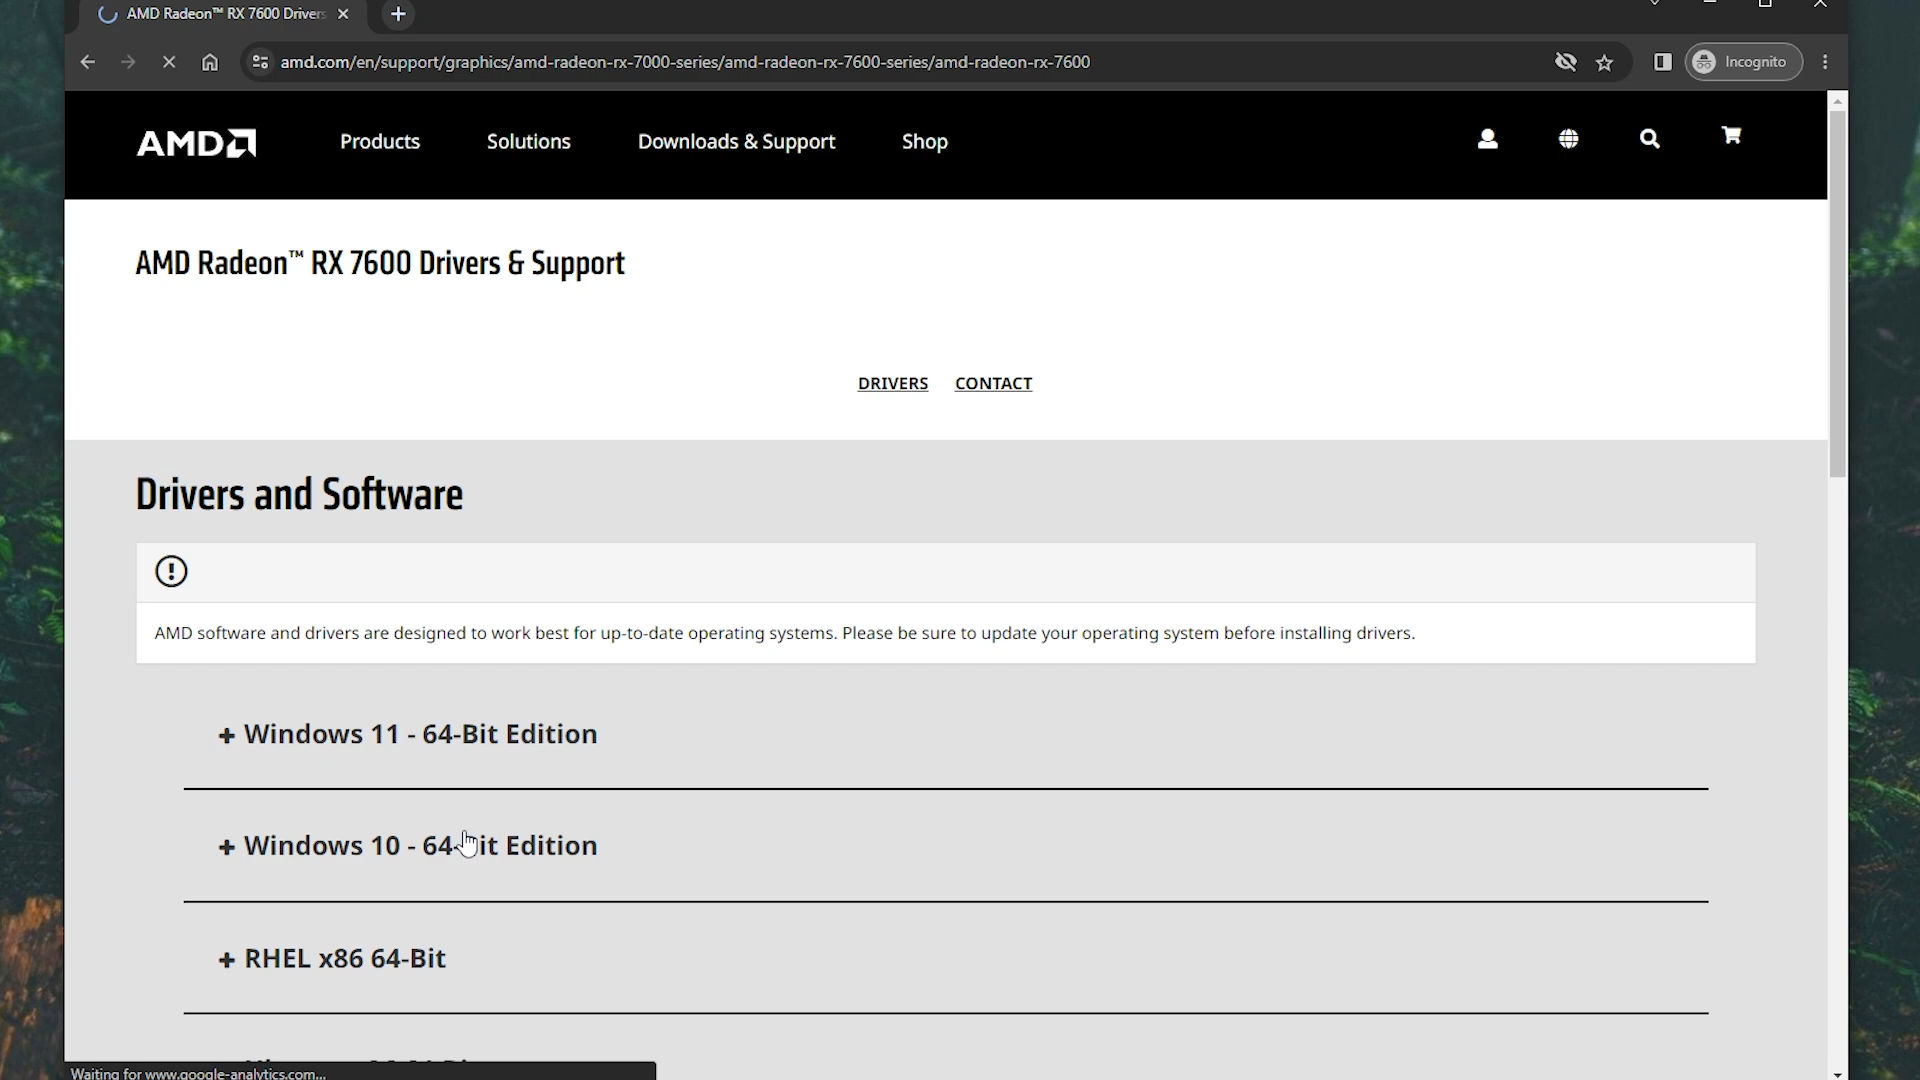 AMD Radeon™ RX 7600 Drivers
amd.com/en/support/graphics/amd-radeon-rx-7000-series/amd-radeon-rx-7600-series/amd-radeon-rx-7600
Incognito
AMD
Products
Solutions
Downloads & Support
Shop
AMD Radeon™ RX 7600 Drivers & Support
DRIVERS
CONTACT
Drivers and Software
AMD software and drivers are designed to work best for up-to-date operating systems. Please be sure to update your operating system before installing drivers.
+ Windows 11 - 64-Bit Edition
+ Windows 10 - 64-Bit Edition
+ RHEL x86 64-Bit
Waiting for www.google-analytics.com...